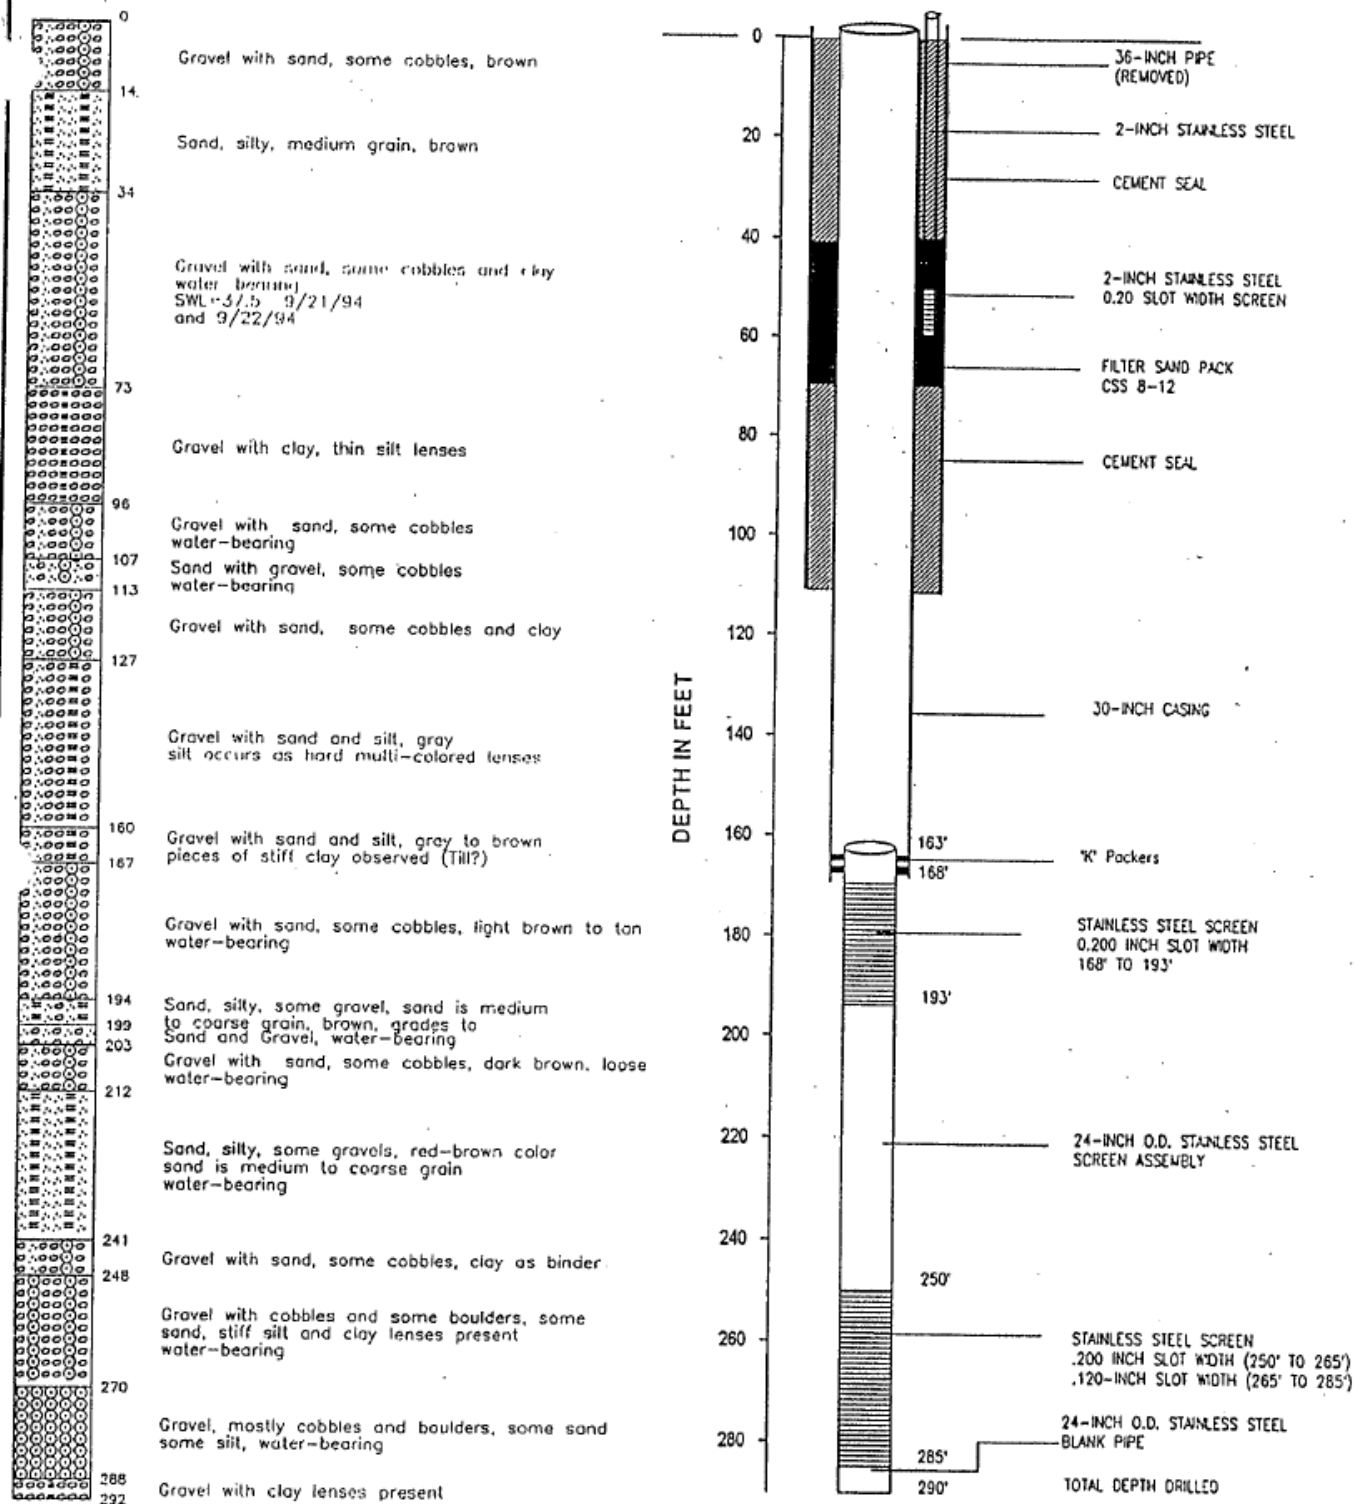 0
Gravel with sand, some cobbles, brown
14.
Sand, silty, medium grain, brown
34
Gravel with sand, some cobbles and clay
water bearing
SWL=37.5 9/21/94
and 9/22/94
73
Gravel with clay, thin silt lenses
96
Gravel with sand, some cobbles
water-bearing
107
Sand with gravel, some cobbles
water-bearing
113
Gravel with sand, some cobbles and clay
127
Gravel with sand and silt, gray
silt occurs as hard multi-colored lenses
160
Gravel with sand and silt, gray to brown
pieces of stiff clay observed (Till?)
167
Gravel with sand, some cobbles, light brown to tan
water-bearing
194
Sand, silty, some gravel, sand is medium
to coarse grain, brown, grades to
199
Sand and Gravel, water-bearing
203
Gravel with sand, some cobbles, dark brown, loose
water-bearing
212
Sand, silty, some gravels, red-brown color
sand is medium to coarse grain
water-bearing
241
Gravel with sand, some cobbles, clay as binder
248
Gravel with cobbles and some boulders, some
sand, stiff silt and clay lenses present
water-bearing
270
Gravel, mostly cobbles and boulders, some sand
some silt, water-bearing
288
Gravel with clay lenses present
292
DEPTH IN FEET
0
20
40
60
80
100
120
140
160
180
200
220
240
260
280
36-INCH PIPE
(REMOVED)
2-INCH STAINLESS STEEL
CEMENT SEAL
2-INCH STAINLESS STEEL
0.20 SLOT WIDTH SCREEN
FILTER SAND PACK
CSS 8-12
CEMENT SEAL
30-INCH CASING
163'
'K' Packers
168'
STAINLESS STEEL SCREEN
0.200 INCH SLOT WIDTH
168' TO 193'
193'
24-INCH O.D. STAINLESS STEEL
SCREEN ASSEMBLY
250'
STAINLESS STEEL SCREEN
.200 INCH SLOT WIDTH (250' TO 265')
.120-INCH SLOT WIDTH (265' TO 285')
24-INCH O.D. STAINLESS STEEL
BLANK PIPE
285'
290'
TOTAL DEPTH DRILLED